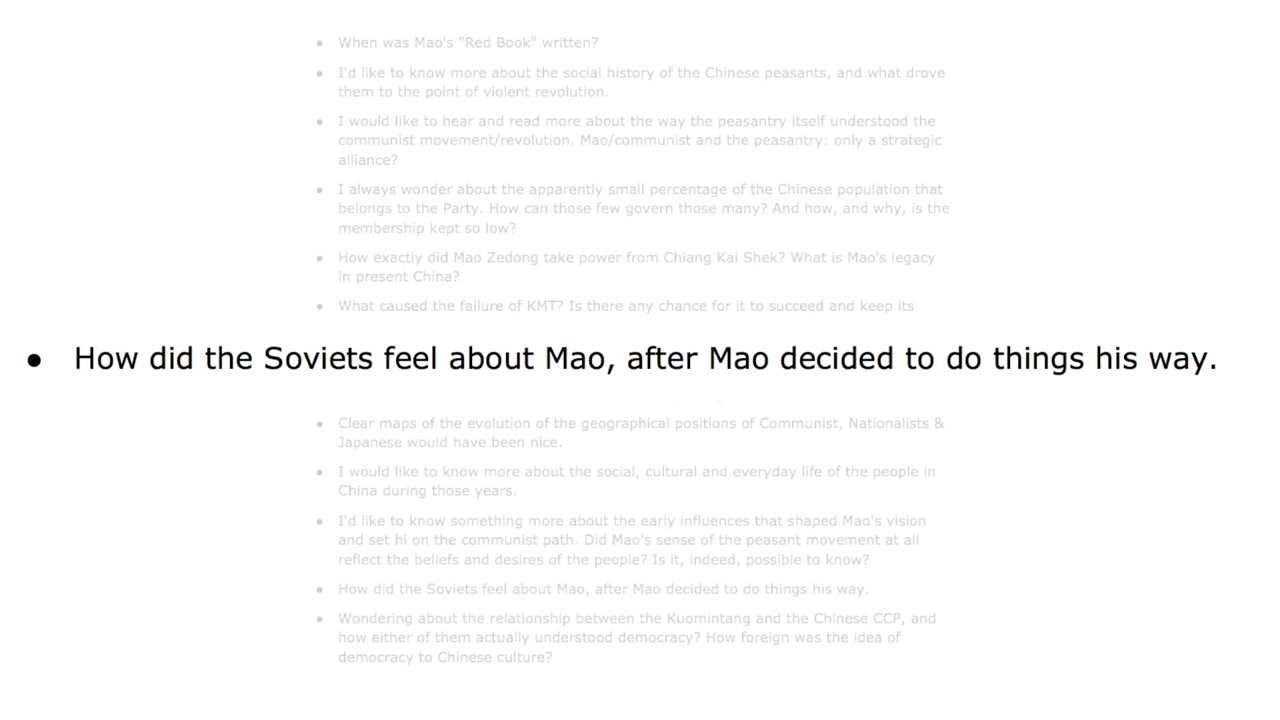 ● When was Mao's "Red Book" written?
● I'd like to know more about the social history of the Chinese peasants, and what drove
them to the point of violent revolution.
● I would like to hear and read more about the way the peasantry itself understood the
communist movement/revolution. Mao/communist and the peasantry: only a strategic
alliance?
● I always wonder about the apparently small percentage of the Chinese population that
belongs to the Party. How can those few govern those many? And how, and why, is the
membership kept so low?
● How exactly did Mao Zedong take power from Chiang Kai Shek? What is Mao's legacy
in present China?
● What caused the failure of KMT? Is there any chance for it to succeed and keep its
● How did the Soviets feel about Mao, after Mao decided to do things his way.
● Clear maps of the evolution of the geographical positions of Communist, Nationalists &
Japanese would have been nice.
● I would like to know more about the social, cultural and everyday life of the people in
China during those years.
● I'd like to know something more about the early influences that shaped Mao's vision
and set hi on the communist path. Did Mao's sense of the peasant movement at all
reflect the beliefs and desires of the people? Is it, indeed, possible to know?
● How did the Soviets feel about Mao, after Mao decided to do things his way.
● Wondering about the relationship between the Kuomintang and the Chinese CCP, and
how either of them actually understood democracy? How foreign was the idea of
democracy to Chinese culture?